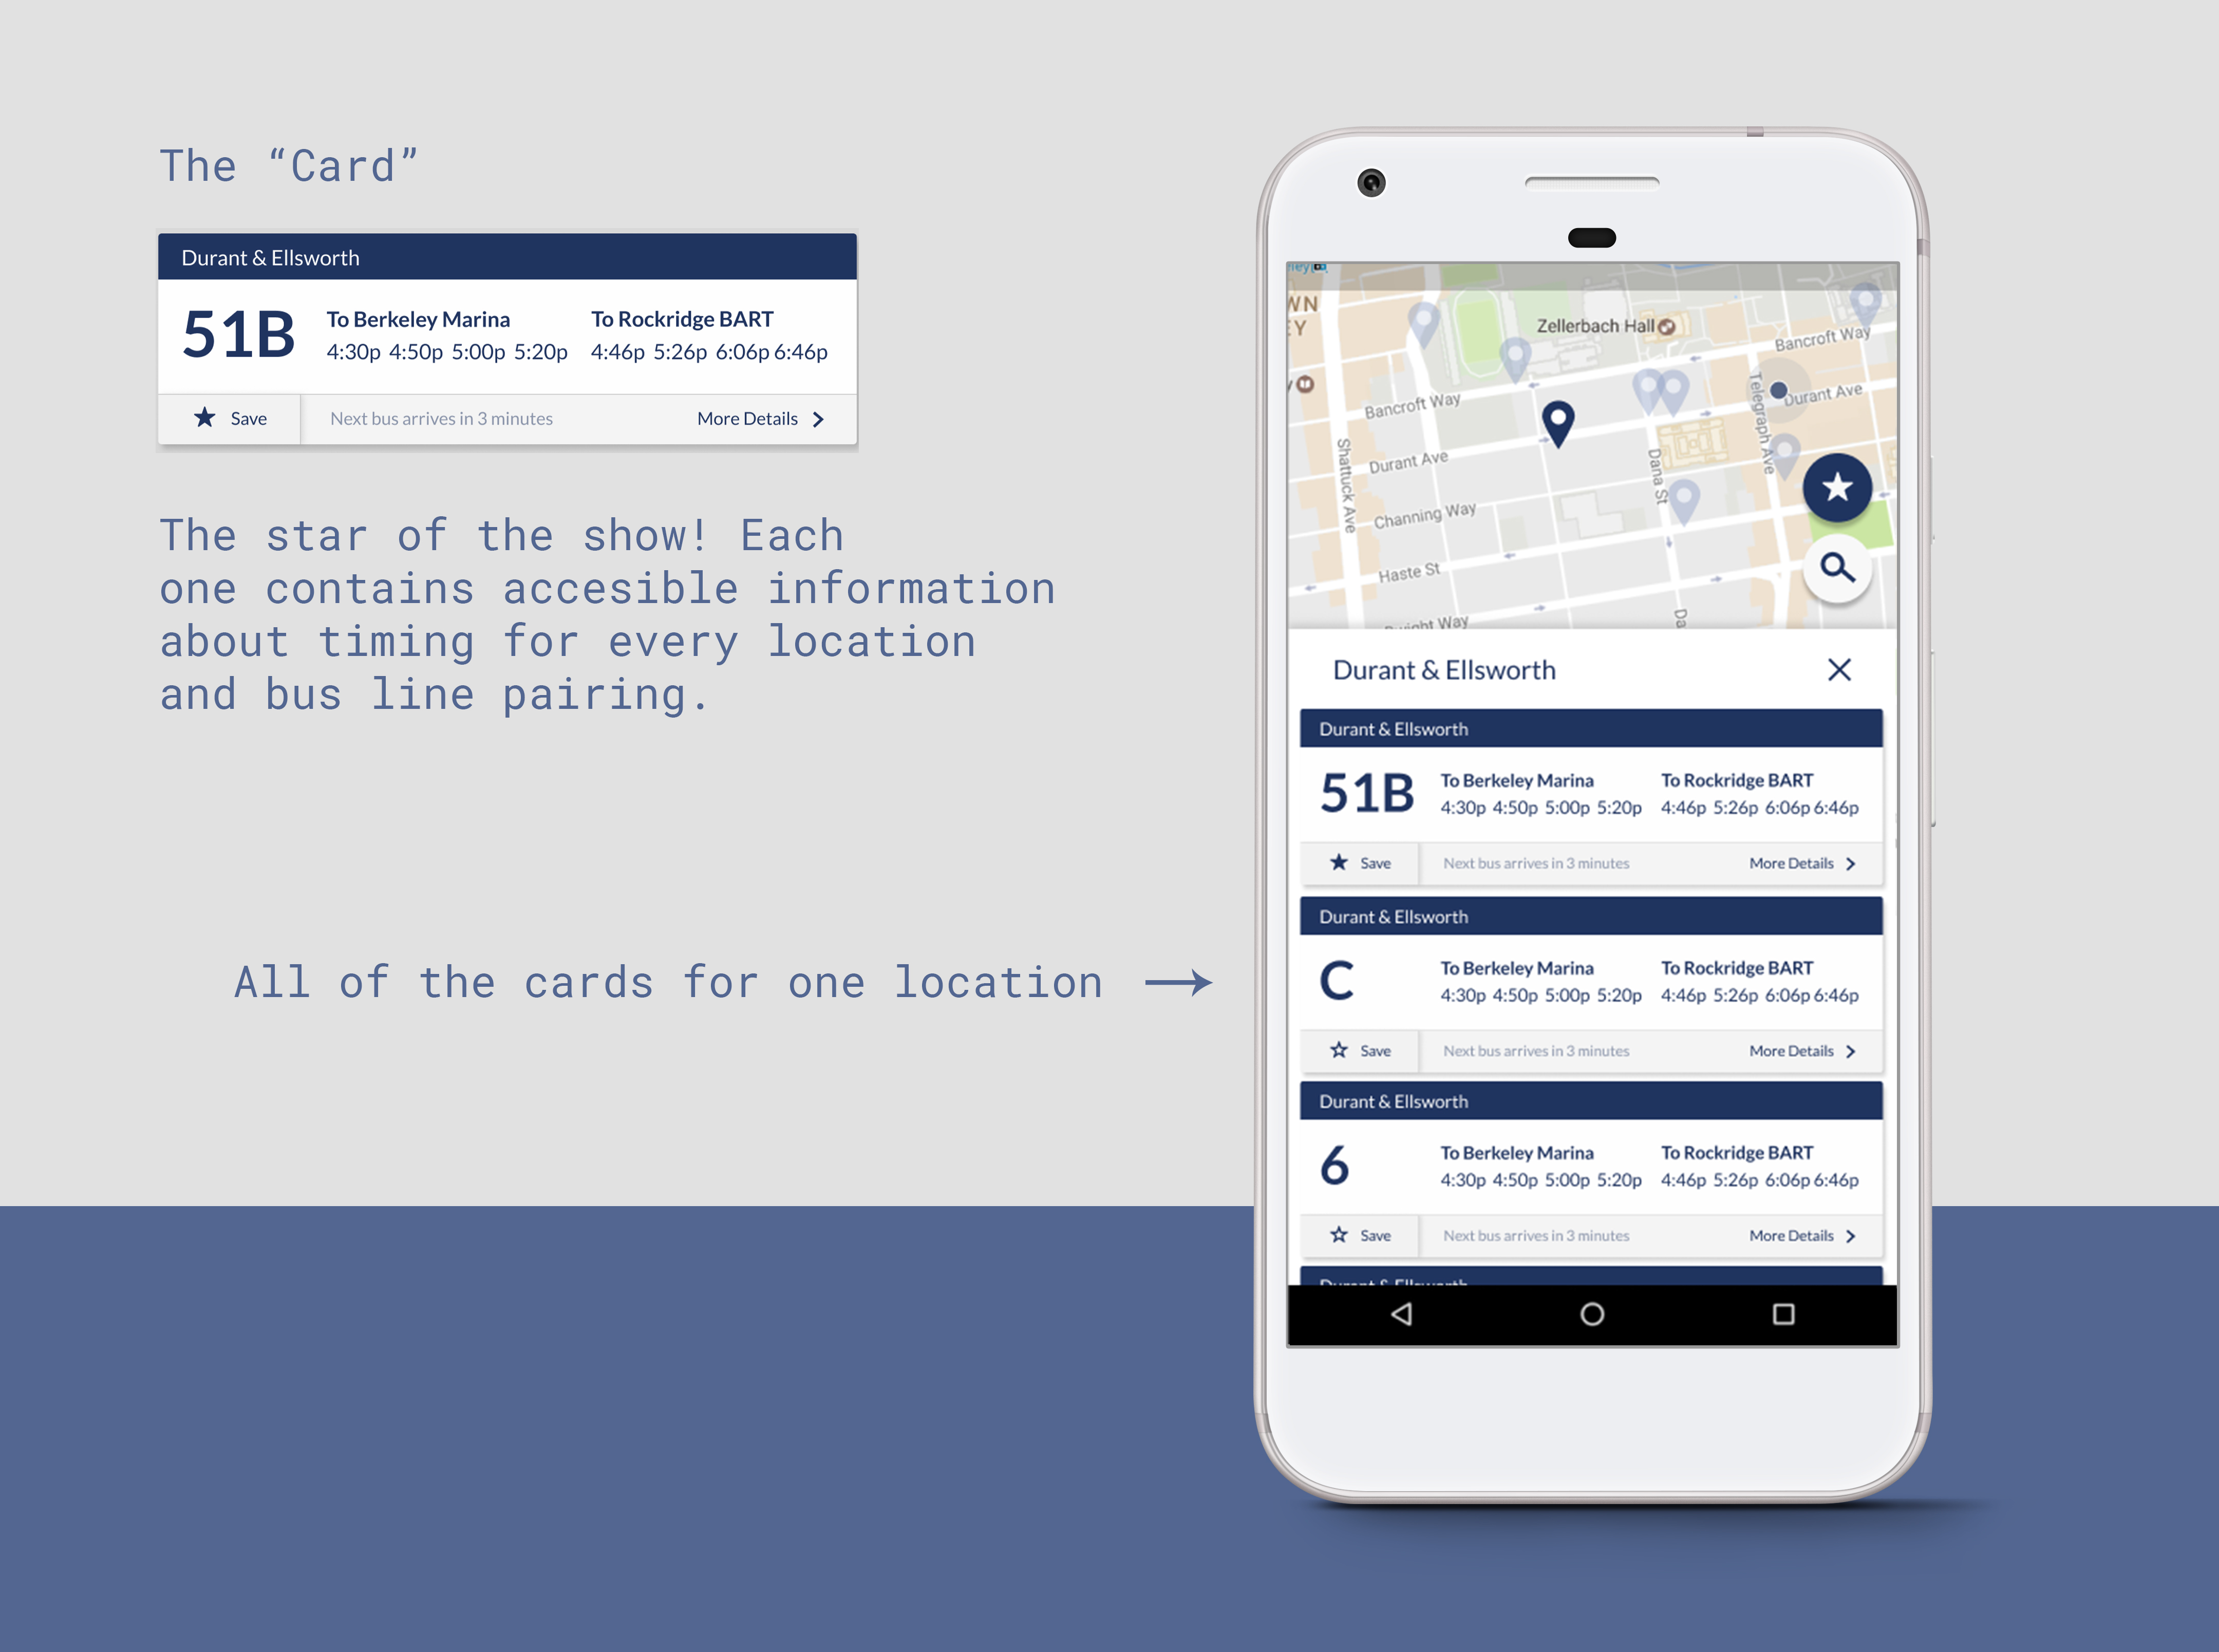 The “Card”
Durant & Ellsworth
51B
To Berkeley Marina
4:30p 4:50p 5:00p 5:20p
To Rockridge BART
4:46p 5:26p 6:06p 6:46p
Save
Next bus arrives in 3 minutes
More Details
The star of the show! Each
one contains accesible information
about timing for every location
and bus line pairing.
All of the cards for one location
Zellerbach Hall
Bancroft Way
Bancroft Way
Telegraph Ave
Durant Ave
Durant Ave
Shattuck Ave
Dana St
Channing Way
Haste St
Dwight Way
Da
Durant & Ellsworth
Durant & Ellsworth
51B
To Berkeley Marina
4:30p 4:50p 5:00p 5:20p
To Rockridge BART
4:46p 5:26p 6:06p 6:46p
Save
Next bus arrives in 3 minutes
More Details
Durant & Ellsworth
C
To Berkeley Marina
4:30p 4:50p 5:00p 5:20p
To Rockridge BART
4:46p 5:26p 6:06p 6:46p
Save
Next bus arrives in 3 minutes
More Details
Durant & Ellsworth
6
To Berkeley Marina
4:30p 4:50p 5:00p 5:20p
To Rockridge BART
4:46p 5:26p 6:06p 6:46p
Save
Next bus arrives in 3 minutes
More Details
Durant & Ellsworth